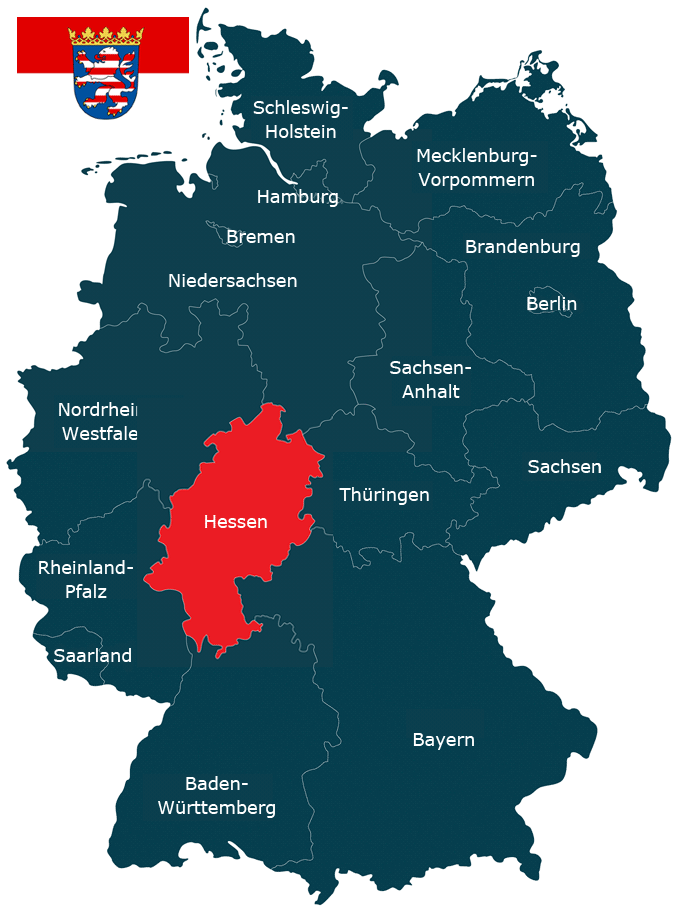 Schleswig-
Holstein
Mecklenburg-
Vorpommern
Hamburg
Bremen
Brandenburg
Niedersachsen
Berlin
Sachsen-
Anhalt
Nordrhein
Westfale
Sachsen
Thüringen
Hessen
Rheinland-
Pfalz
Saarland
Bayern
Baden-
Württemberg